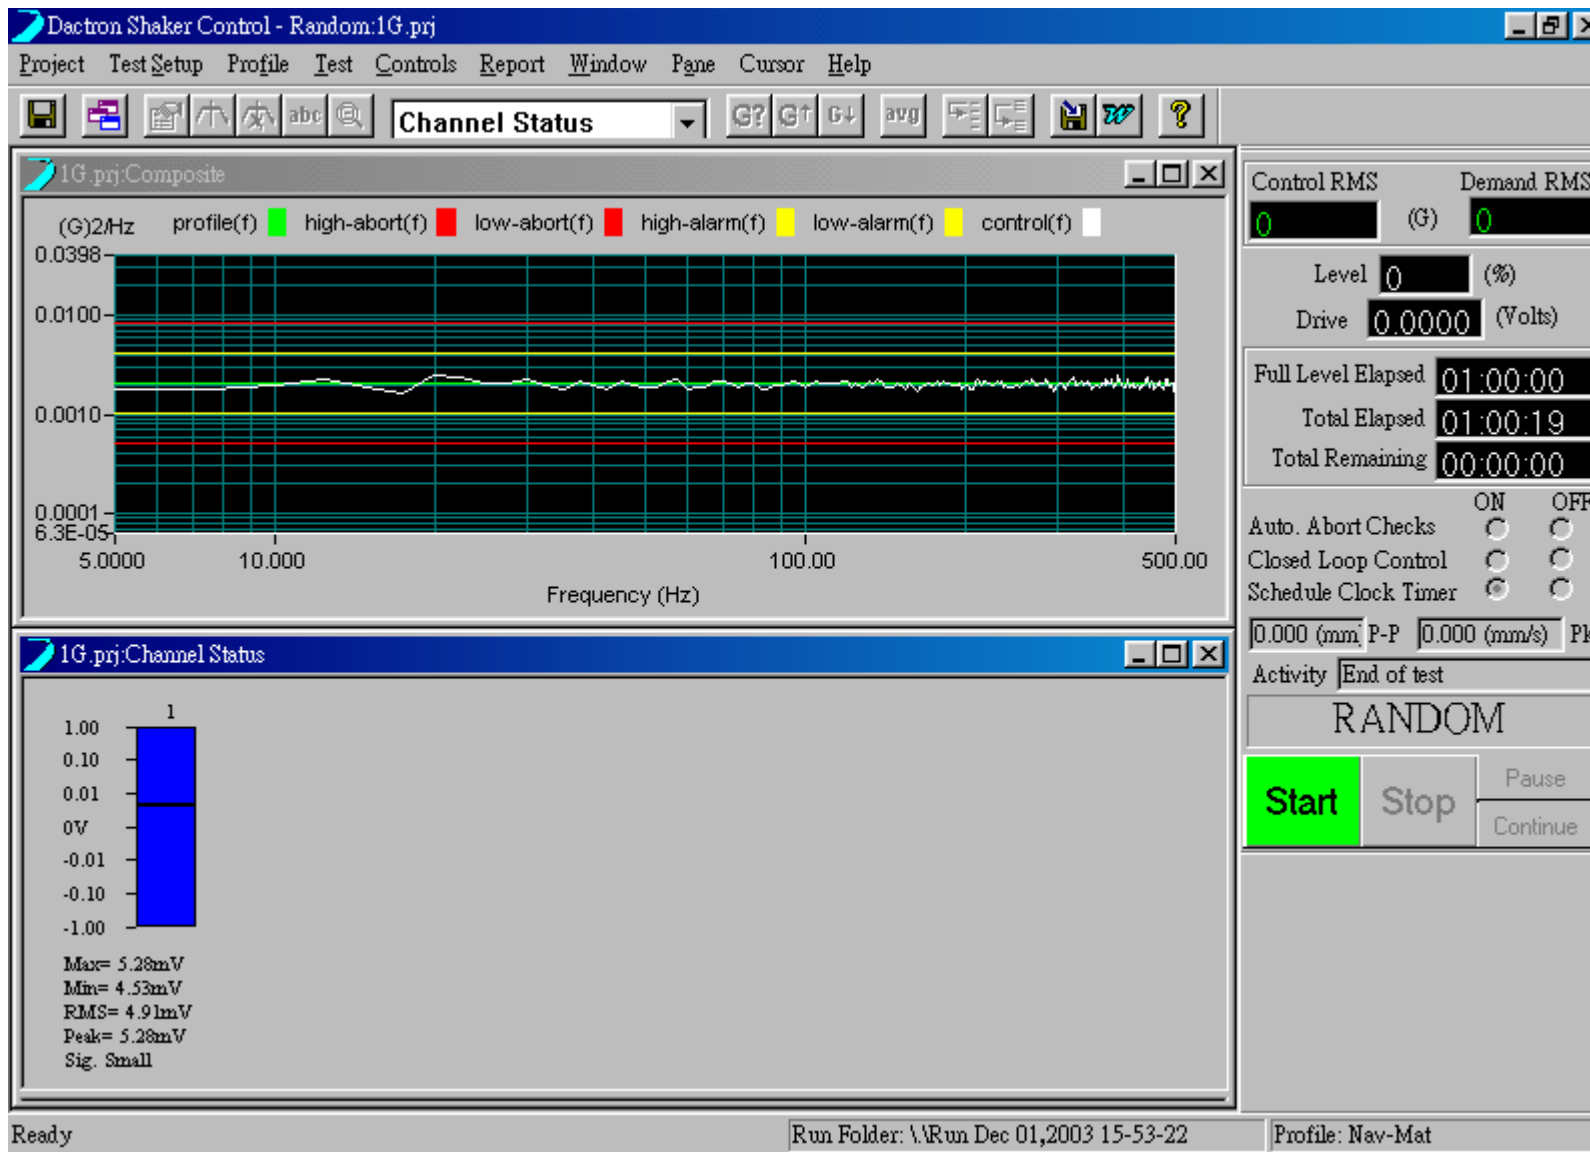 Dactron Shaker Control - Random:1G.prj
Project Test Setup Profile Test Controls Report Window Pane Cursor Help
abc Channel Status G? G↑ G↓ avg ?
1G.prj:Composite
(G)2/Hz profile(f) high-abort(f) low-abort(f) high-alarm(f) low-alarm(f) control(f)
0.0398
0.0100
0.0010
0.0001
6.3E-05
5.0000 10.000 100.00 500.00
Frequency (Hz)
1G.prj:Channel Status
1
1.00
0.10
0.01
0V
-0.01
-0.10
-1.00
Max= 5.28mV
Min= 4.53mV
RMS= 4.91mV
Peak= 5.28mV
Sig. Small
Control RMS Demand RMS
0 (G) 0
Level 0 (%)
Drive 0.0000 (Volts)
Full Level Elapsed 01:00:00
Total Elapsed 01:00:19
Total Remaining 00:00:00
ON OFF
Auto. Abort Checks
Closed Loop Control
Schedule Clock Timer
0.000 (mm) P-P 0.000 (mm/s) Pk
Activity End of test
RANDOM
Start Stop Pause
Continue
Ready Run Folder: \.\Run Dec 01,2003 15-53-22 Profile: Nav-Mat